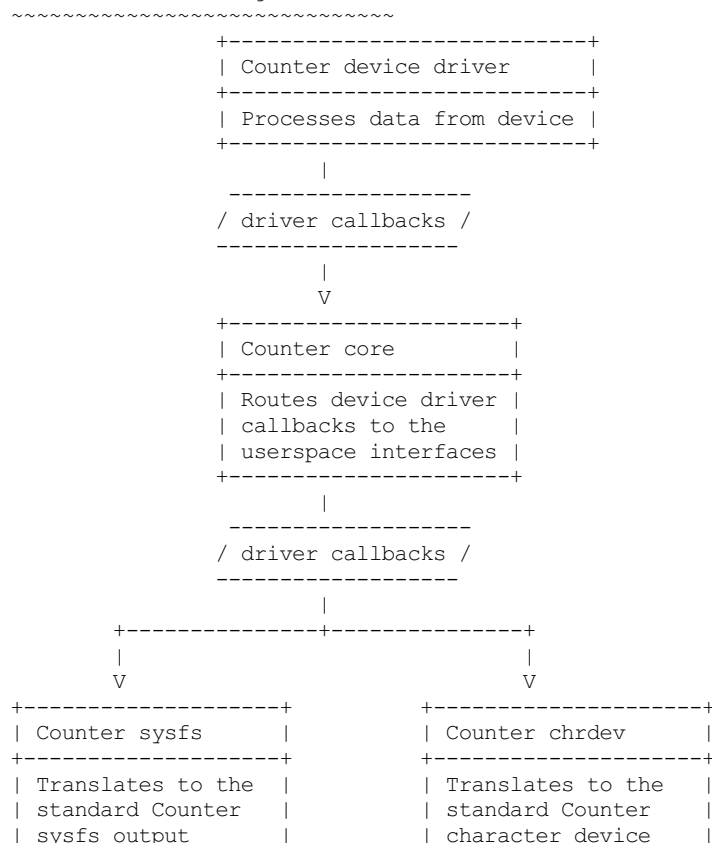 ~~~~~~~~~~~~~~~~~~~~~~~~~~~~~~
                +----------------------------+
                | Counter device driver      |
                +----------------------------+
                | Processes data from device |
                +----------------------------+
                        |
                 -------------------
                / driver callbacks /
                -------------------
                        |
                        V
                +----------------------+
                | Counter core         |
                +----------------------+
                | Routes device driver |
                | callbacks to the     |
                | userspace interfaces |
                +----------------------+
                        |
                 -------------------
                / driver callbacks /
                -------------------
                        |
        +---------------+---------------+
        |                               |
        V                               V
+--------------------+          +---------------------+
| Counter sysfs      |          | Counter chrdev      |
+--------------------+          +---------------------+
| Translates to the  |          | Translates to the   |
| standard Counter   |          | standard Counter    |
| sysfs output       |          | character device    |